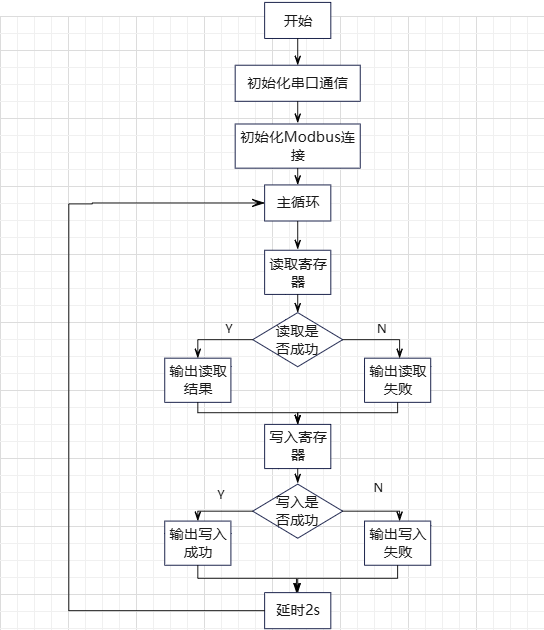 开始
初始化串口通信
初始化Modbus连
接
主循环
读取寄存
器
读取是
否成功
Y
N
输出读取
结果
输出读取
失败
写入寄存
器
写入是
否成功
Y
N
输出写入
成功
输出写入
失败
延时2s